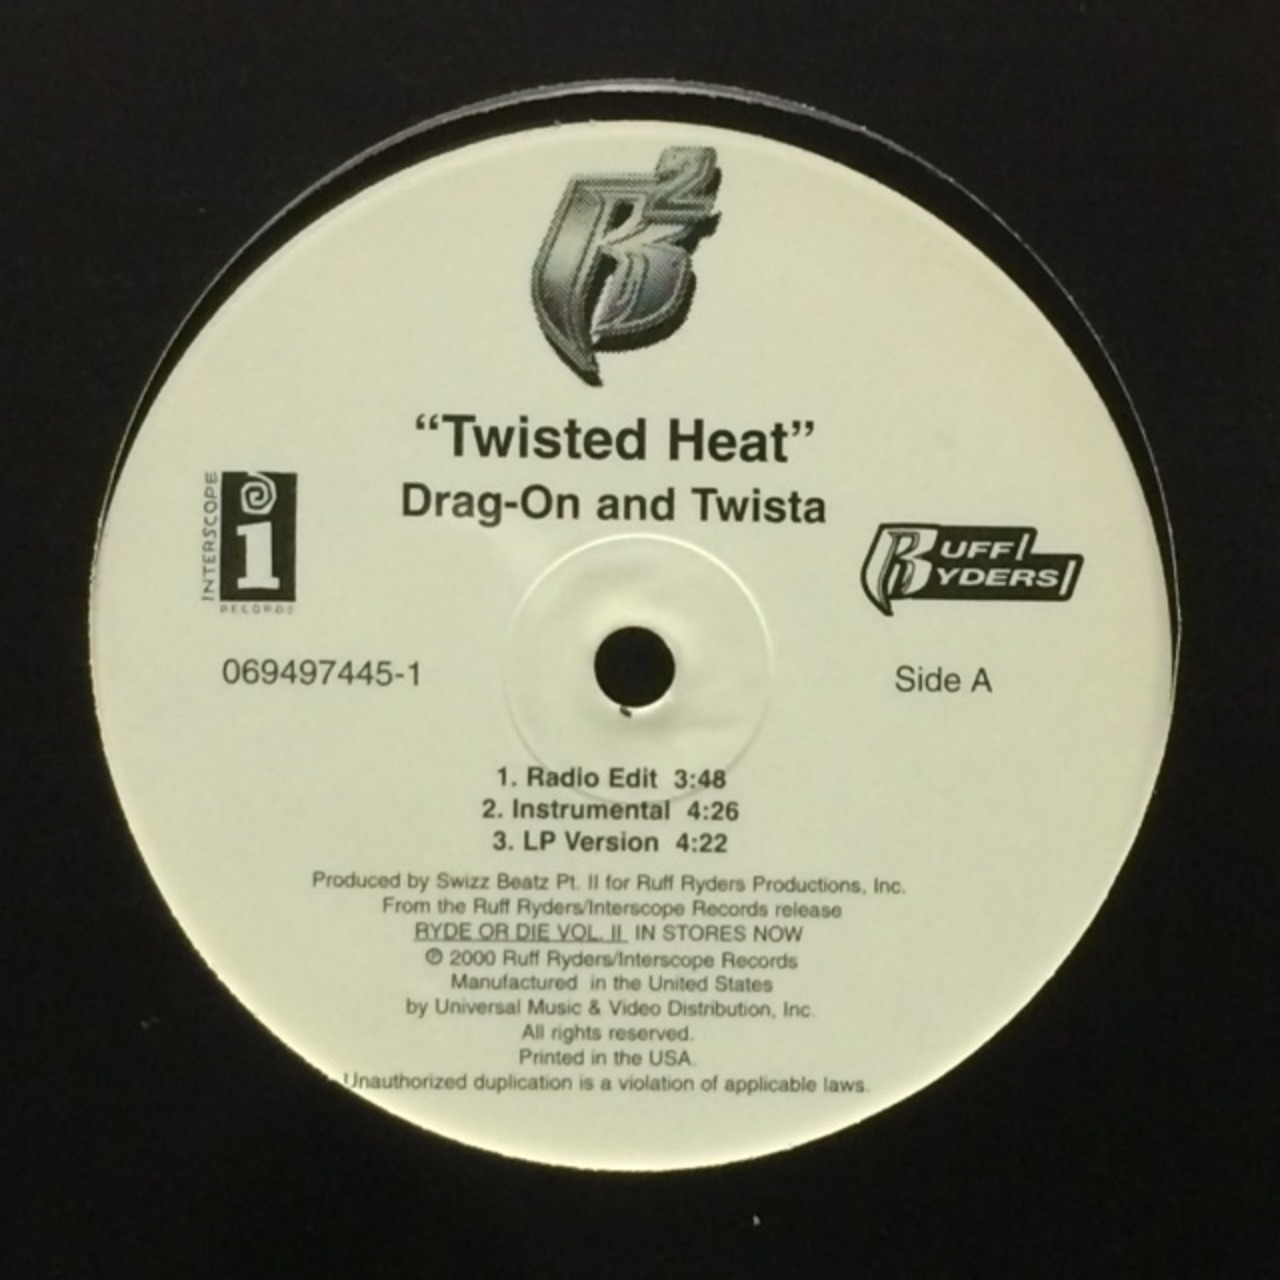 R2
“Twisted Heat”
Drag-On and Twista
INTERSCOPE
i
RECORDS
RUFF
RYDERS
069497445-1
Side A
1. Radio Edit 3:48
2. Instrumental 4:26
3. LP Version 4:22
Produced by Swizz Beatz Pt. II for Ruff Ryders Productions, Inc.
From the Ruff Ryders/Interscope Records release
RYDE OR DIE VOL. II IN STORES NOW
℗ 2000 Ruff Ryders/Interscope Records
Manufactured in the United States
by Universal Music & Video Distribution, Inc.
All rights reserved.
Printed in the USA.
Unauthorized duplication is a violation of applicable laws.